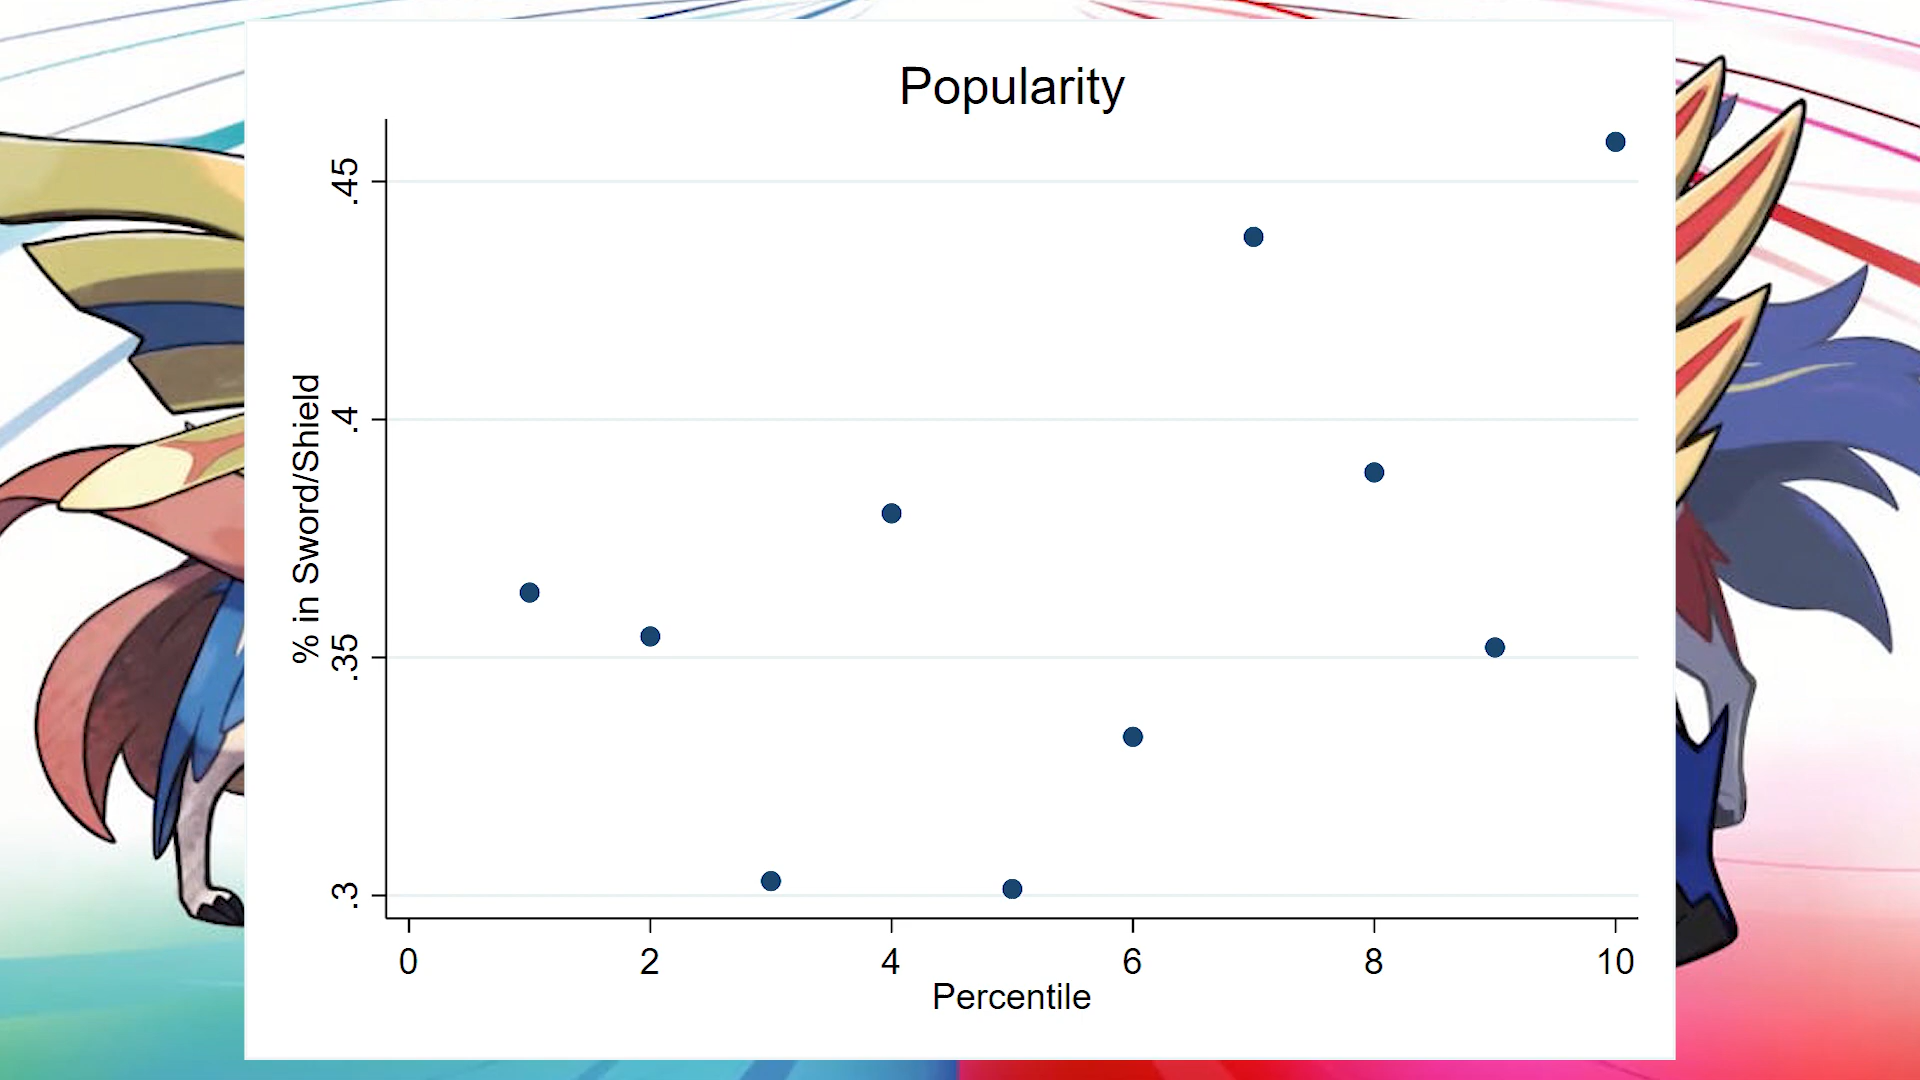 Popularity
% in Sword/Shield
.45
.4
.35
.3
0 2 4 6 8 10
Percentile